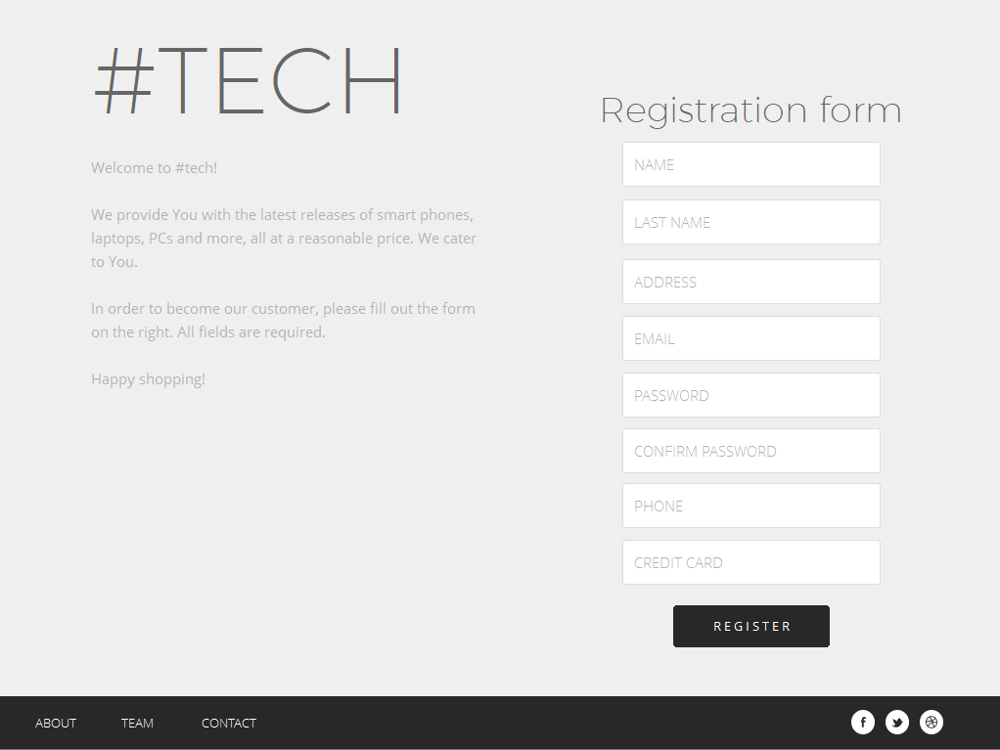 #TECH
Welcome to #tech!
We provide You with the latest releases of smart phones,
laptops, PCs and more, all at a reasonable price. We cater
to You.
In order to become our customer, please fill out the form
on the right. All fields are required.
Happy shopping!
Registration form
NAME
LAST NAME
ADDRESS
EMAIL
PASSWORD
CONFIRM PASSWORD
PHONE
CREDIT CARD
REGISTER
ABOUT TEAM CONTACT